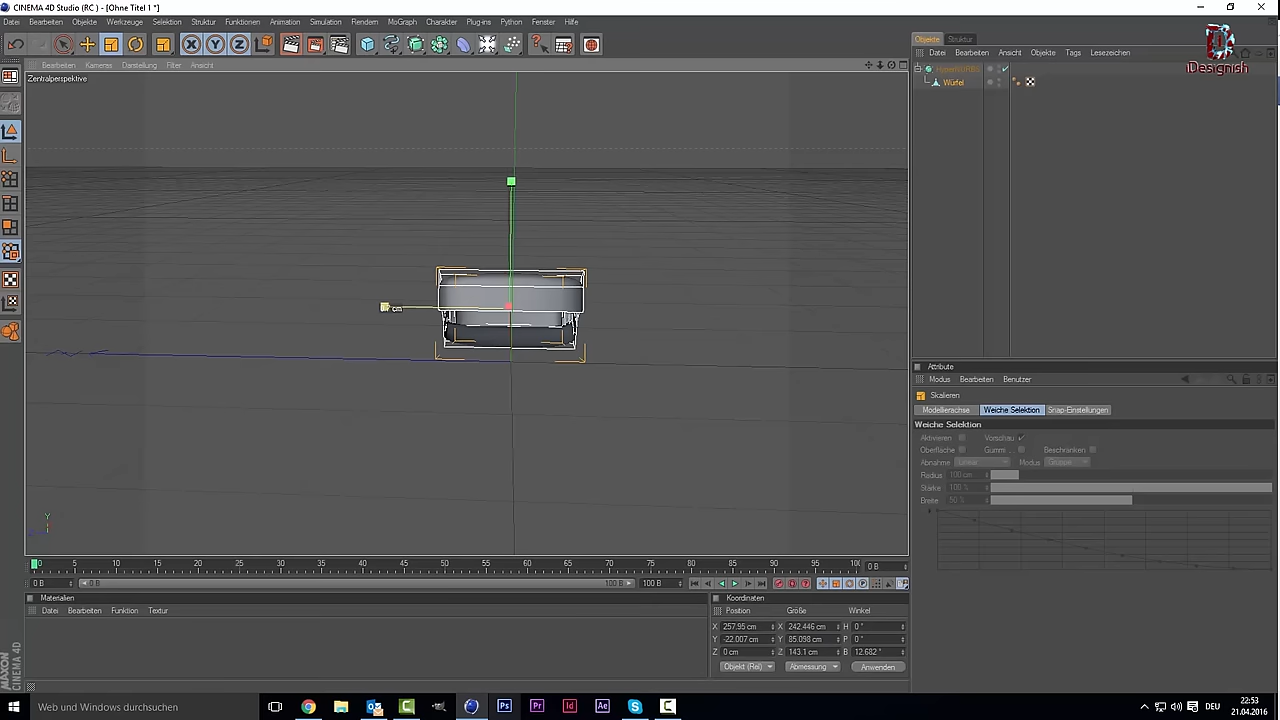 CINEMA 4D Studio (RC ) - [Ohne Titel 1 *]
Datei Bearbeiten Objekte Werkzeuge Selektion Struktur Funktionen Animation Simulation Rendern MoGraph Charakter Plug-ins Python Fenster Hilfe
X Y Z
Bearbeiten Kameras Darstellung Filter Ansicht
Zentralperspektive
cm
Y
0 5 10 15 20 25 30 35 40 45 50 55 60 65 70 75 80 85 90 95 100 0 B
0 B 0 B 100 B 100 B
Materialien
Datei Bearbeiten Funktion Textur
Koordinaten
Position Größe Winkel
X 257.95 cm X 242.446 cm H 0 °
Y -22.007 cm Y 85.098 cm P 0 °
Z 0 cm Z 143.1 cm B 12.682 °
Objekt (Rel) Abmessung Anwenden
Objekte Struktur
Datei Bearbeiten Ansicht Objekte Tags Lesezeichen
iDesignish
HyperNURBS
Würfel
Attribute
Modus Bearbeiten Benutzer
Skalieren
Modellierachse Weiche Selektion Snap-Einstellungen
Weiche Selektion
Aktivieren Vorschau
Oberfläche Gummi ... Beschränken
Abnahme Linear Modus Gruppe
Radius 100 cm
Stärke 100 %
Breite 50 %
MAXON
CINEMA 4D
Web und Windows durchsuchen
Ps Pr Id Ae
DEU
22:53
21.04.2016